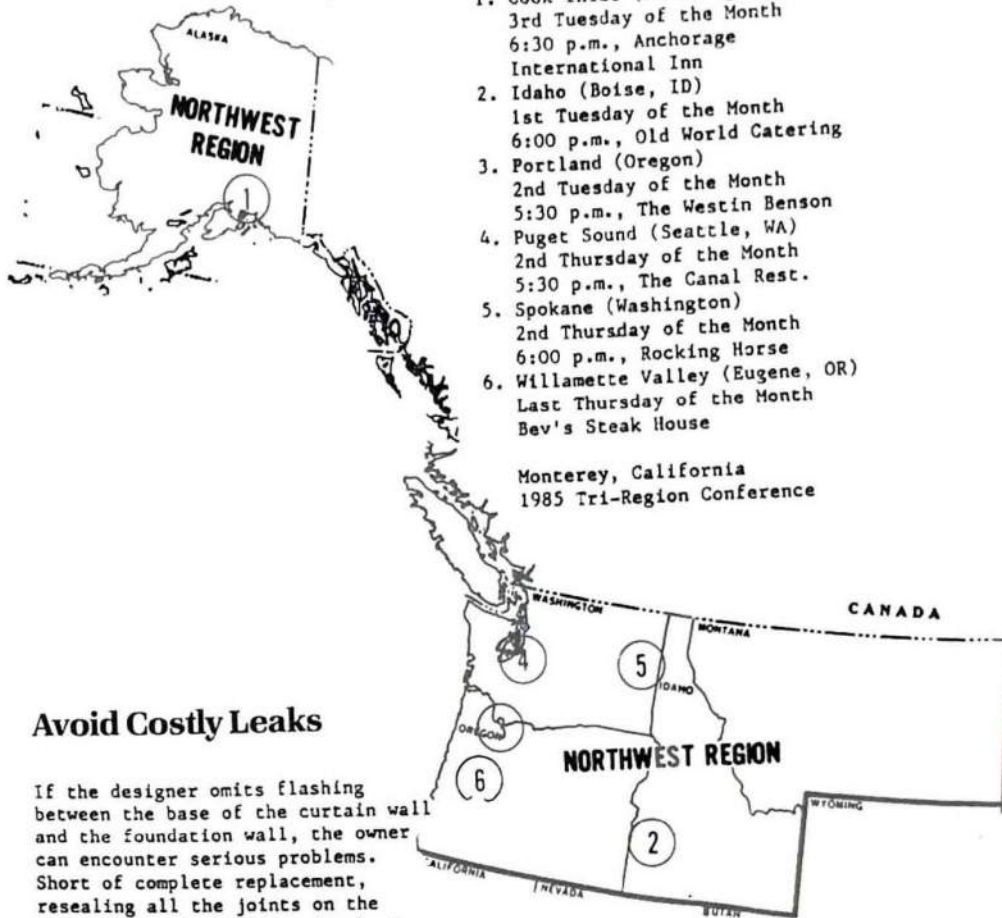 1. Cook
3rd Tuesday of the Month
6:30 p.m., Anchorage
International Inn
2. Idaho (Boise, ID)
1st Tuesday of the Month
6:00 p.m., Old World Catering
3. Portland (Oregon)
2nd Tuesday of the Month
5:30 p.m., The Westin Benson
4. Puget Sound (Seattle, WA)
2nd Thursday of the Month
5:30 p.m., The Canal Rest.
5. Spokane (Washington)
2nd Thursday of the Month
6:00 p.m., Rocking Horse
6. Willamette Valley (Eugene, OR)
Last Thursday of the Month
Bev's Steak House
Monterey, California
1985 Tri-Region Conference
ALASKA
NORTHWEST
REGION
1
WASHINGTON
CANADA
MONTANA
4
5
IDAHO
OREGON
NORTHWEST REGION
6
WYOMING
2
CALIFORNIA
NEVADA
UTAH
Avoid Costly Leaks
If the designer omits flashing
between the base of the curtain wall
and the foundation wall, the owner
can encounter serious problems.
Short of complete replacement,
resealing all the joints on the